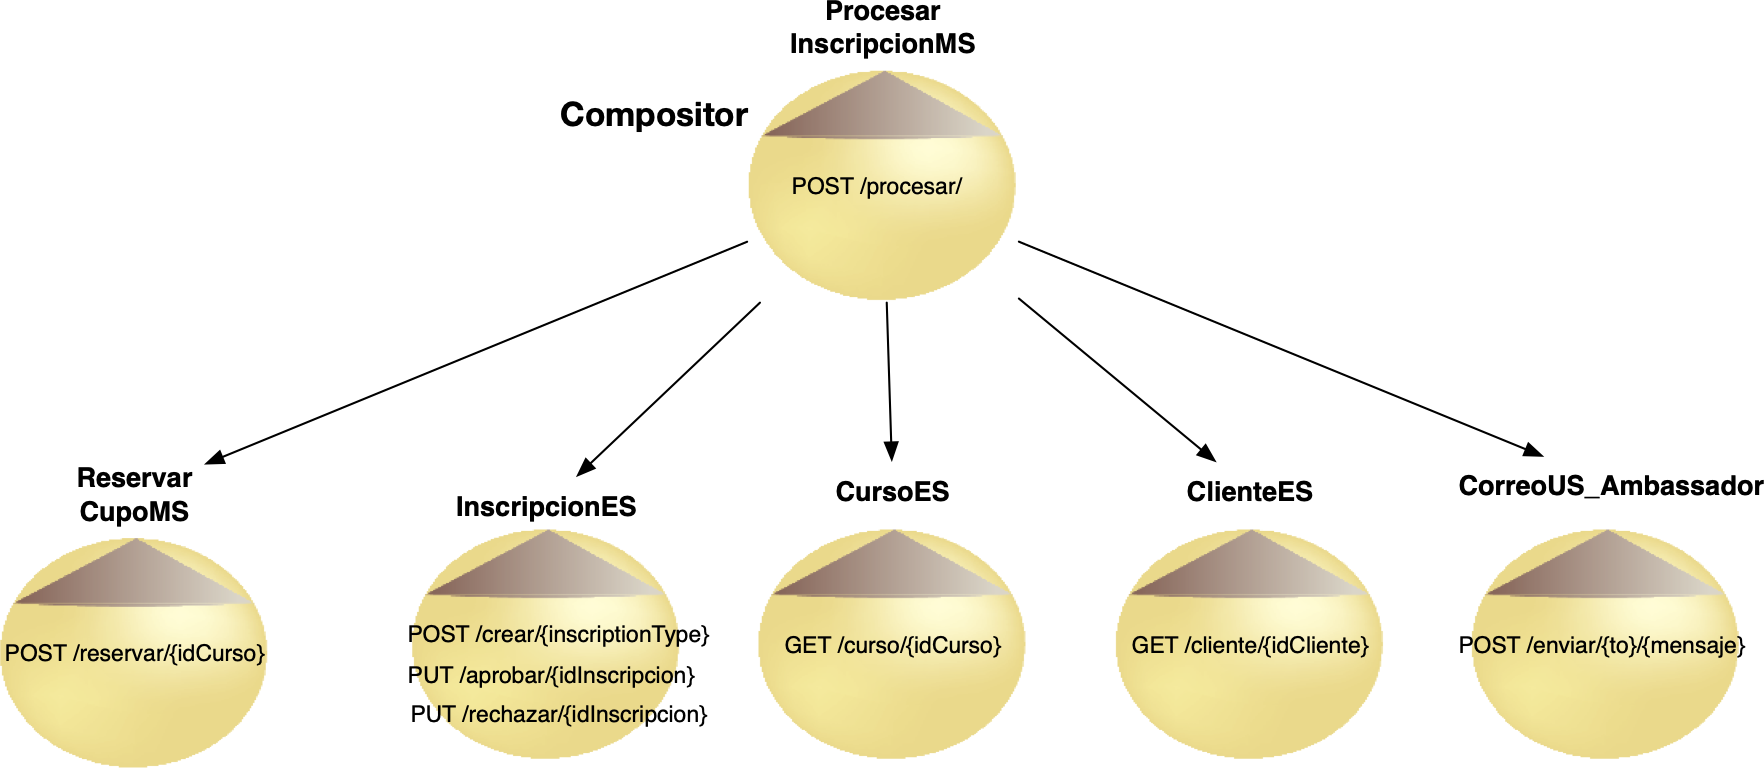 Procesar
InscripcionMS
Compositor
POST /procesar/
Reservar
CupoMS
POST /reservar/{idCurso}
InscripcionES
POST /crear/{inscriptionType}
PUT /aprobar/{idInscripcion}
PUT /rechazar/{idInscripcion}
CursoES
GET /curso/{idCurso}
ClienteES
GET /cliente/{idCliente}
CorreoUS_Ambassador
POST /enviar/{to}/{mensaje}